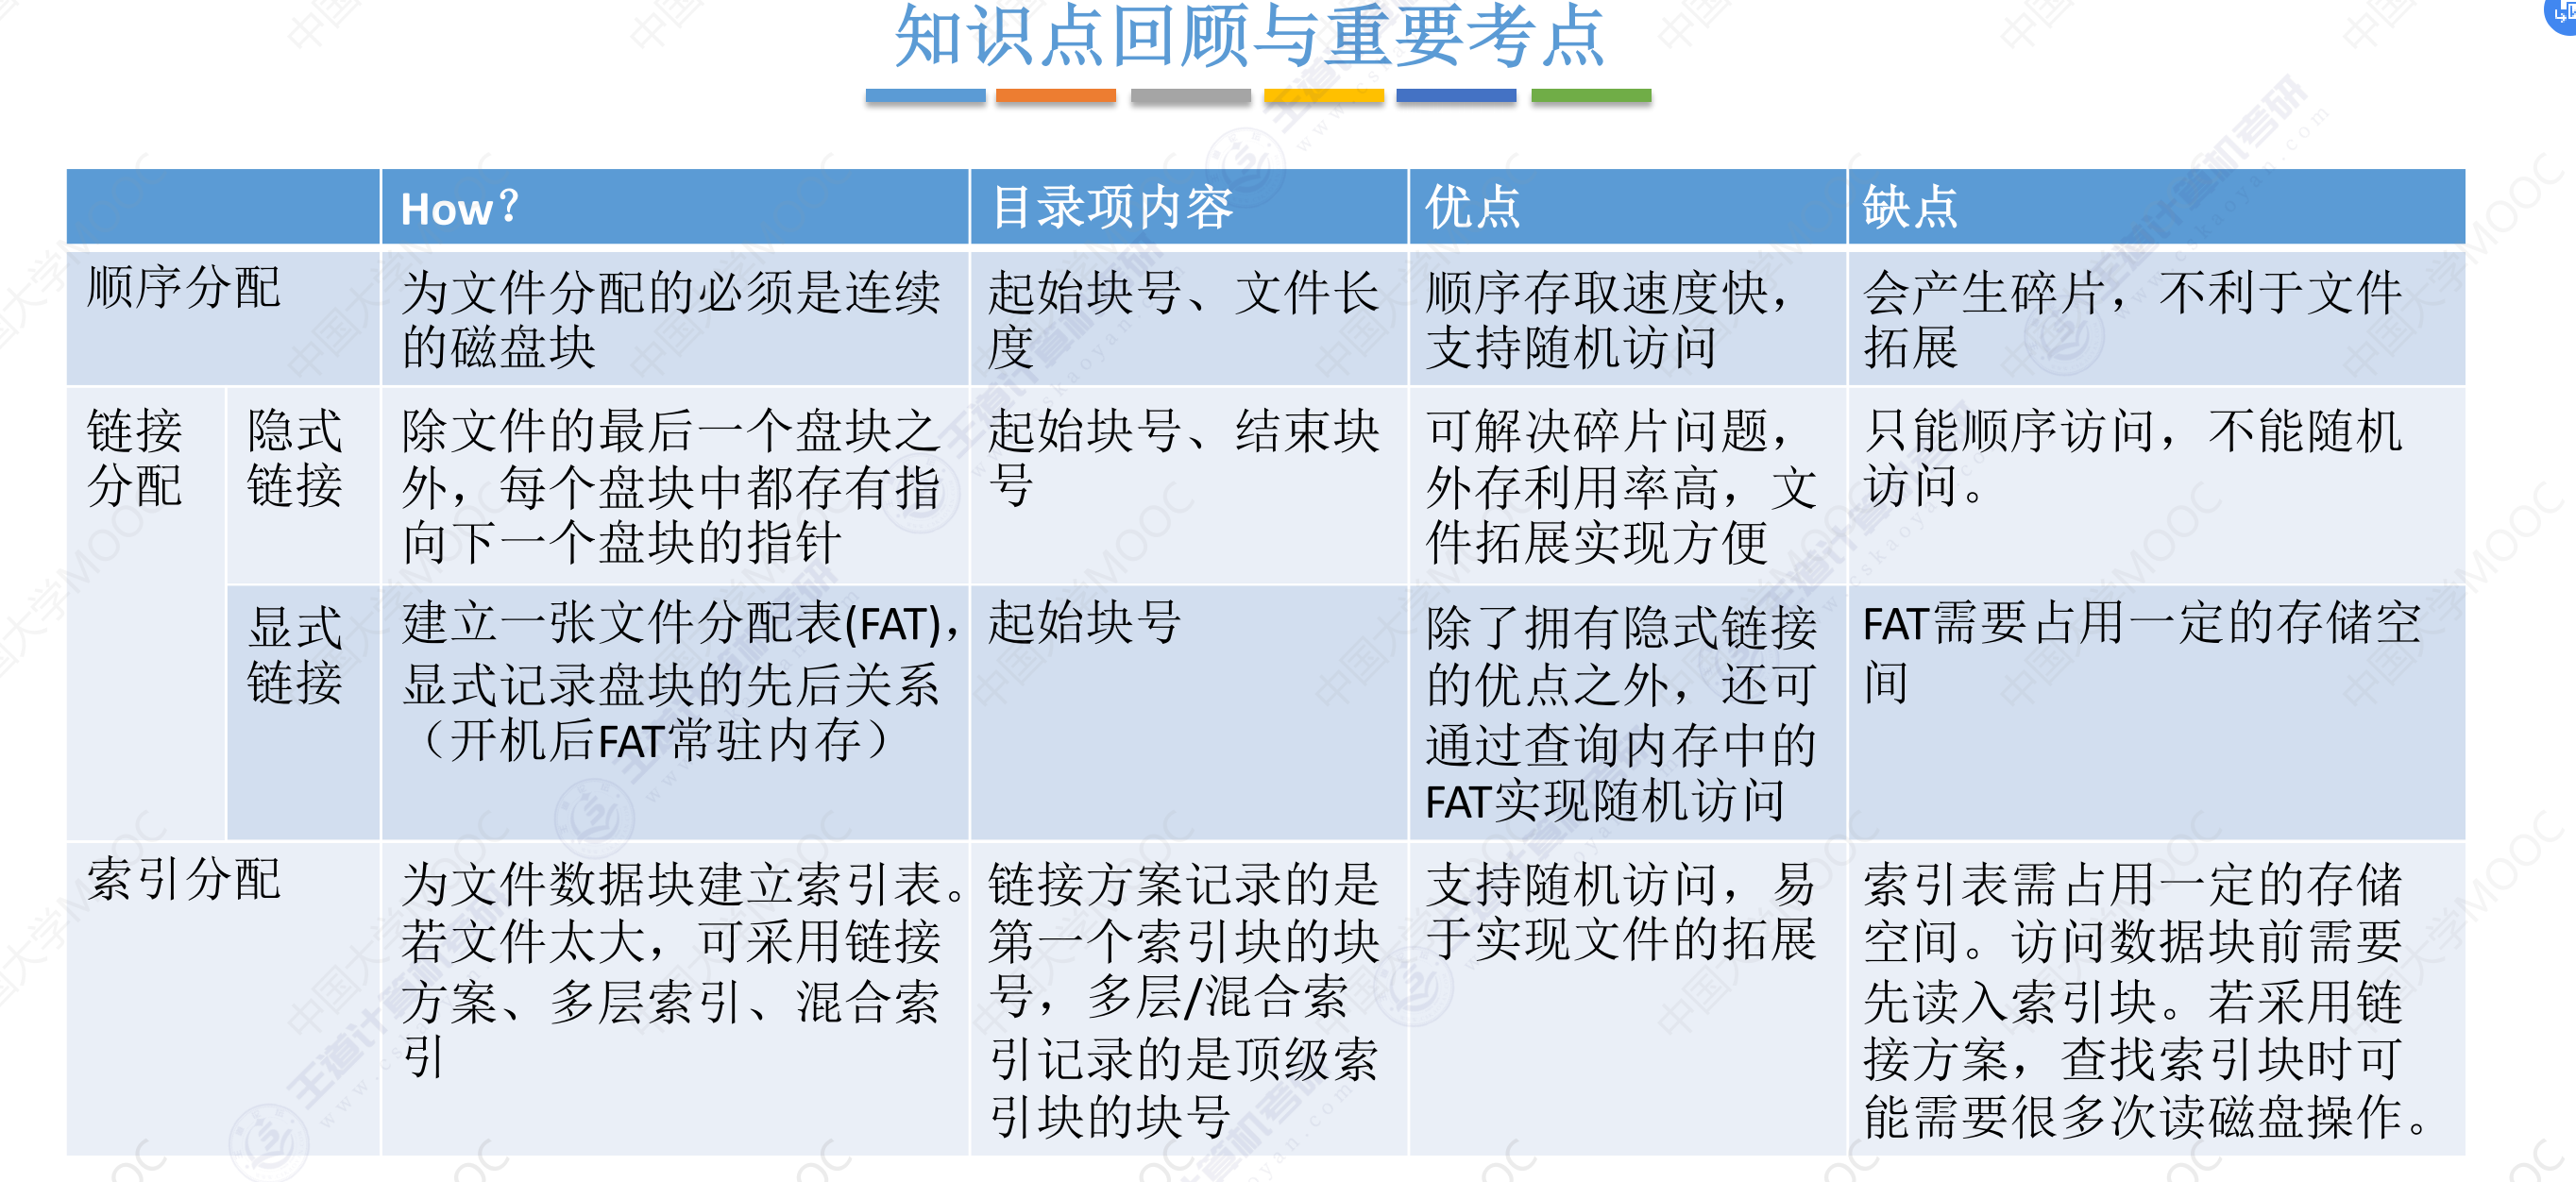 知识点回顾与重要考点
How？
目录项内容
优点
缺点
顺序分配
为文件分配的必须是连续
的磁盘块
起始块号、文件长
度
顺序存取速度快，
支持随机访问
会产生碎片，不利于文件
拓展
链接
分配
隐式
链接
除文件的最后一个盘块之
外，每个盘块中都存有指
向下一个盘块的指针
起始块号、结束块
号
可解决碎片问题，
外存利用率高，文
件拓展实现方便
只能顺序访问，不能随机
访问。
显式
链接
建立一张文件分配表(FAT)，
显式记录盘块的先后关系
（开机后FAT常驻内存）
起始块号
除了拥有隐式链接
的优点之外，还可
通过查询内存中的
FAT实现随机访问
FAT需要占用一定的存储空
间
索引分配
为文件数据块建立索引表。
若文件太大，可采用链接
方案、多层索引、混合索
引
链接方案记录的是
第一个索引块的块
号，多层/混合索
引记录的是顶级索
引块的块号
支持随机访问，易
于实现文件的拓展
索引表需占用一定的存储
空间。访问数据块前需要
先读入索引块。若采用链
接方案，查找索引块时可
能需要很多次读磁盘操作。
中国大学MOOC
王道计算机考研
www.cskaoyan.com